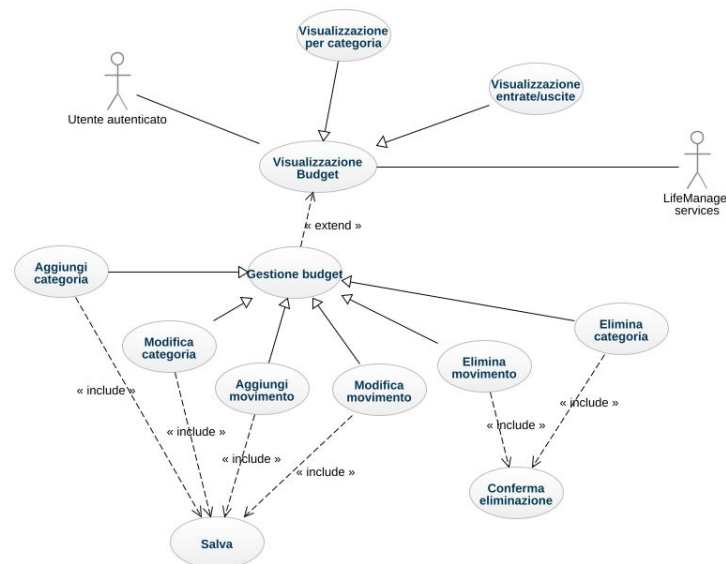 Visualizzazione
per categoria
Visualizzazione
entrate/uscite
Utente autenticato
Visualizzazione
Budget
LifeManage
services
« extend »
Aggiungi
categoria
Gestione budget
Modifica
categoria
Elimina
categoria
Aggiungi
movimento
Modifica
movimento
Elimina
movimento
« include »
« include »
« include »
« include »
« include »
« include »
Conferma
eliminazione
Salva